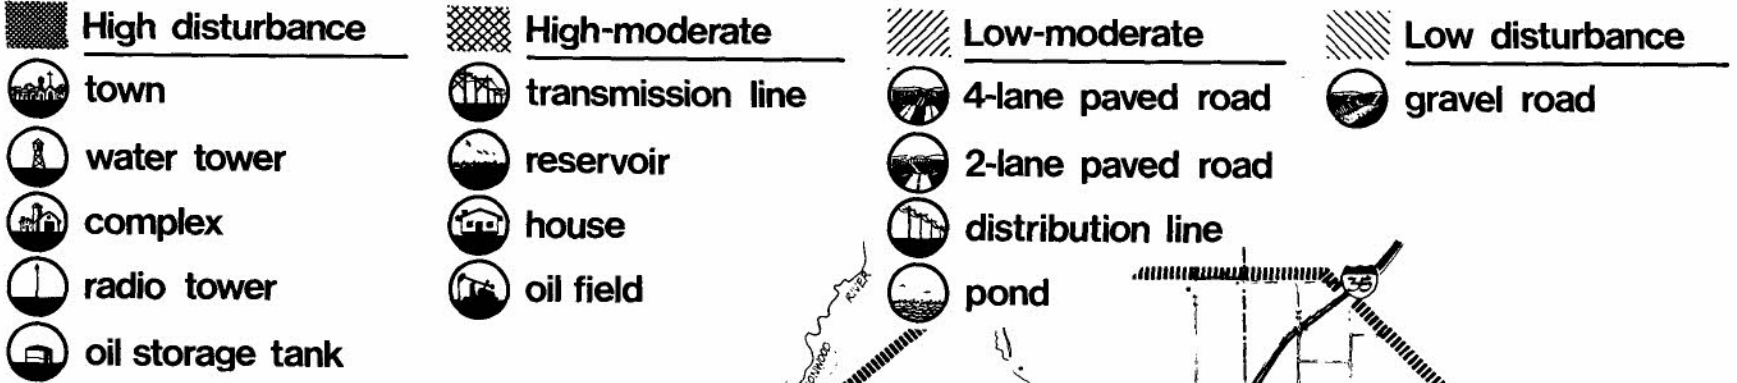 High disturbance
town
water tower
complex
radio tower
oil storage tank
High-moderate
transmission line
reservoir
house
oil field
Low-moderate
4-lane paved road
2-lane paved road
distribution line
pond
Low disturbance
gravel road
RIVER
35